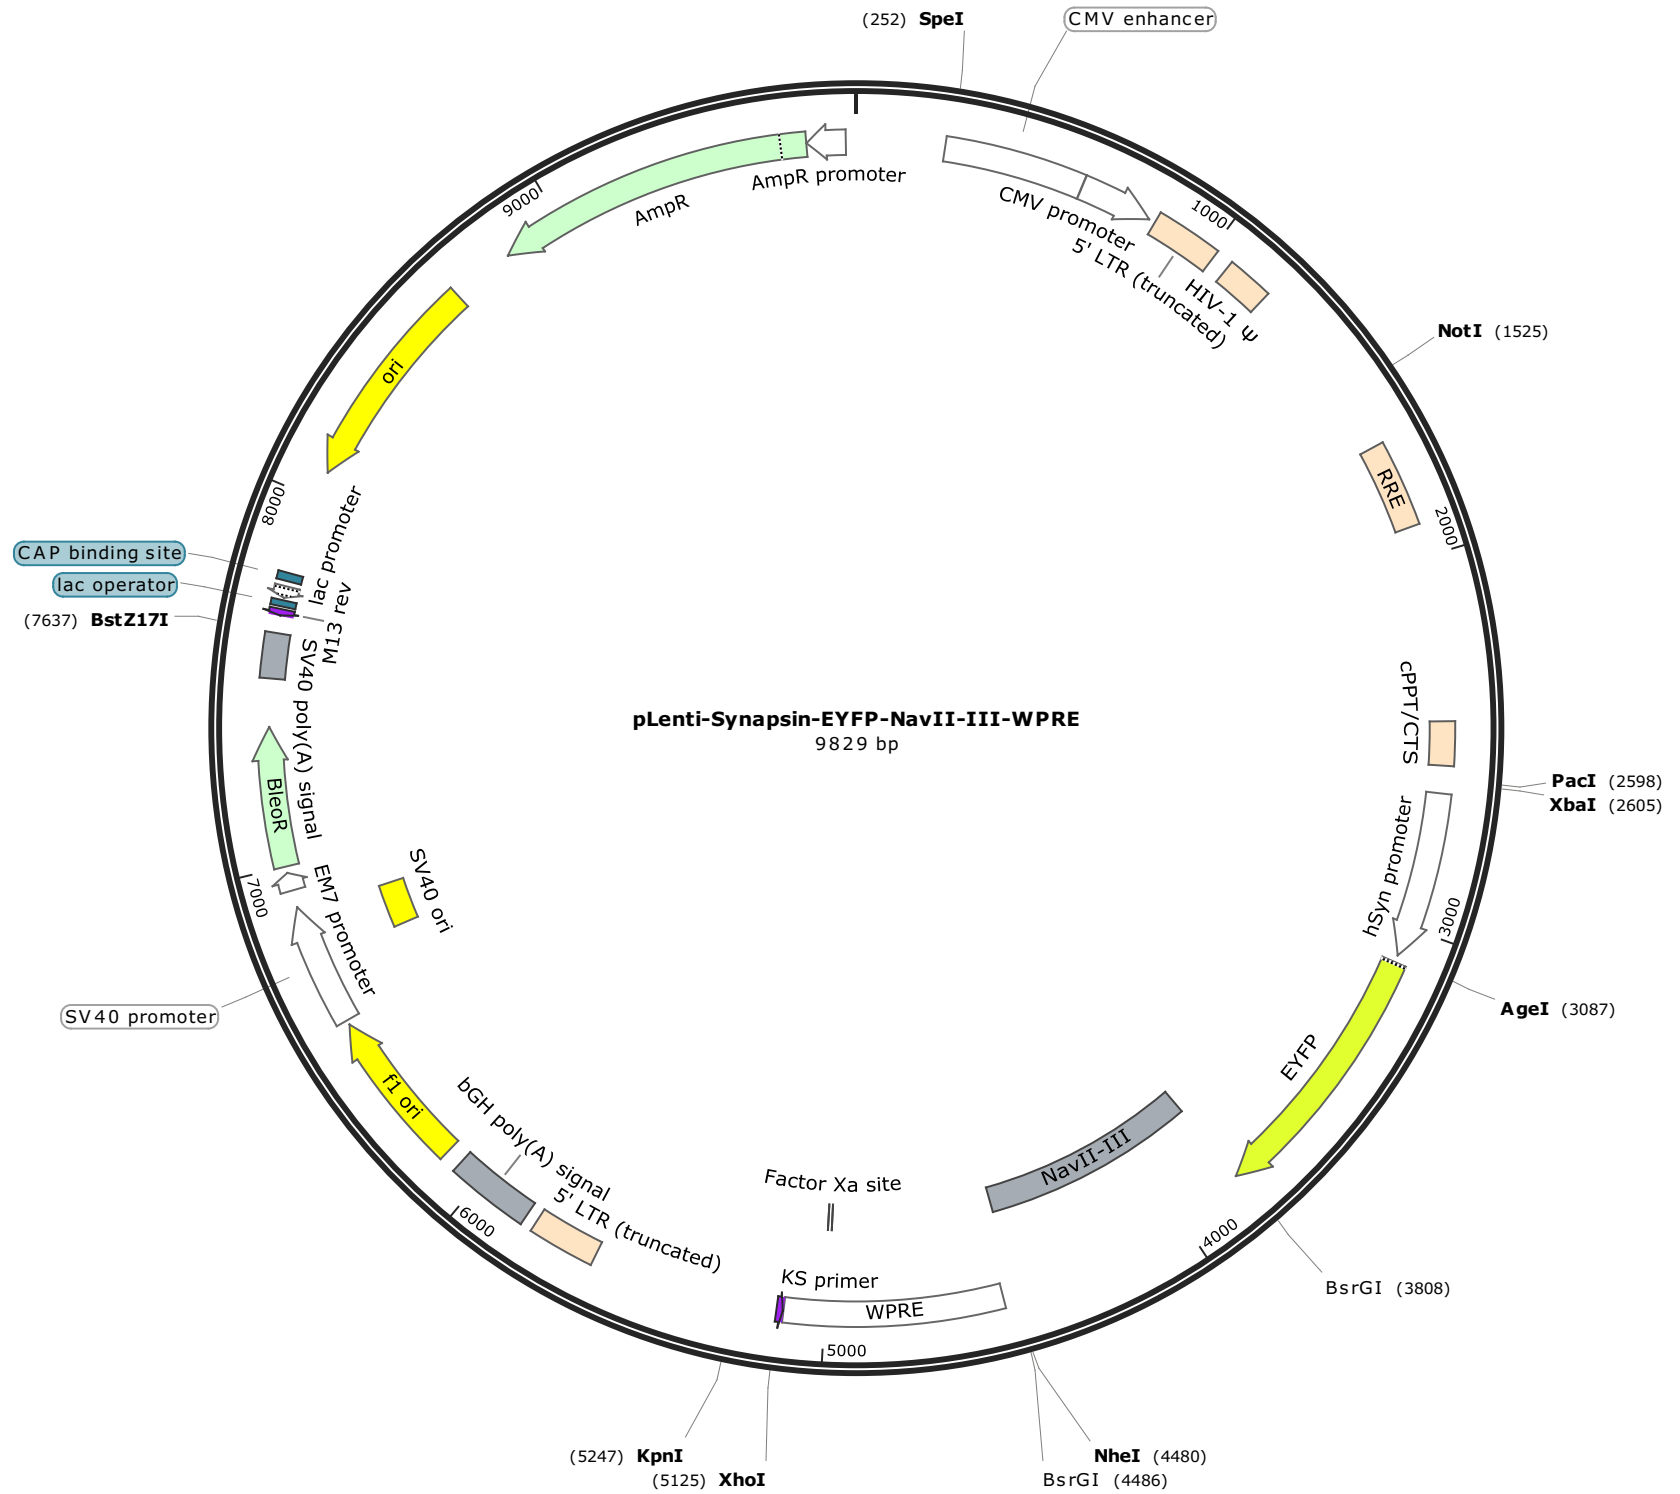 (252) SpeI
CMV enhancer
AmpR promoter
AmpR
9000
CMV promoter
1000
5' LTR (truncated)
HIV-1 Ψ
NotI (1525)
ori
RRE
2000
8000
lac promoter
CAP binding site
lac operator
M13 rev
(7637) BstZ17I
SV40 poly(A) signal
cPPT/CTS
pLenti-Synapsin-EYFP-NavII-III-WPRE
9829 bp
PacI (2598)
XbaI (2605)
BleoR
hSyn promoter
7000
EM7 promoter
SV40 ori
3000
SV40 promoter
AgeI (3087)
EYFP
f1 ori
bGH poly(A) signal
NavII-III
Factor Xa site
5' LTR (truncated)
6000
4000
KS primer
BsrGI (3808)
WPRE
5000
(5247) KpnI
NheI (4480)
(5125) XhoI
BsrGI (4486)